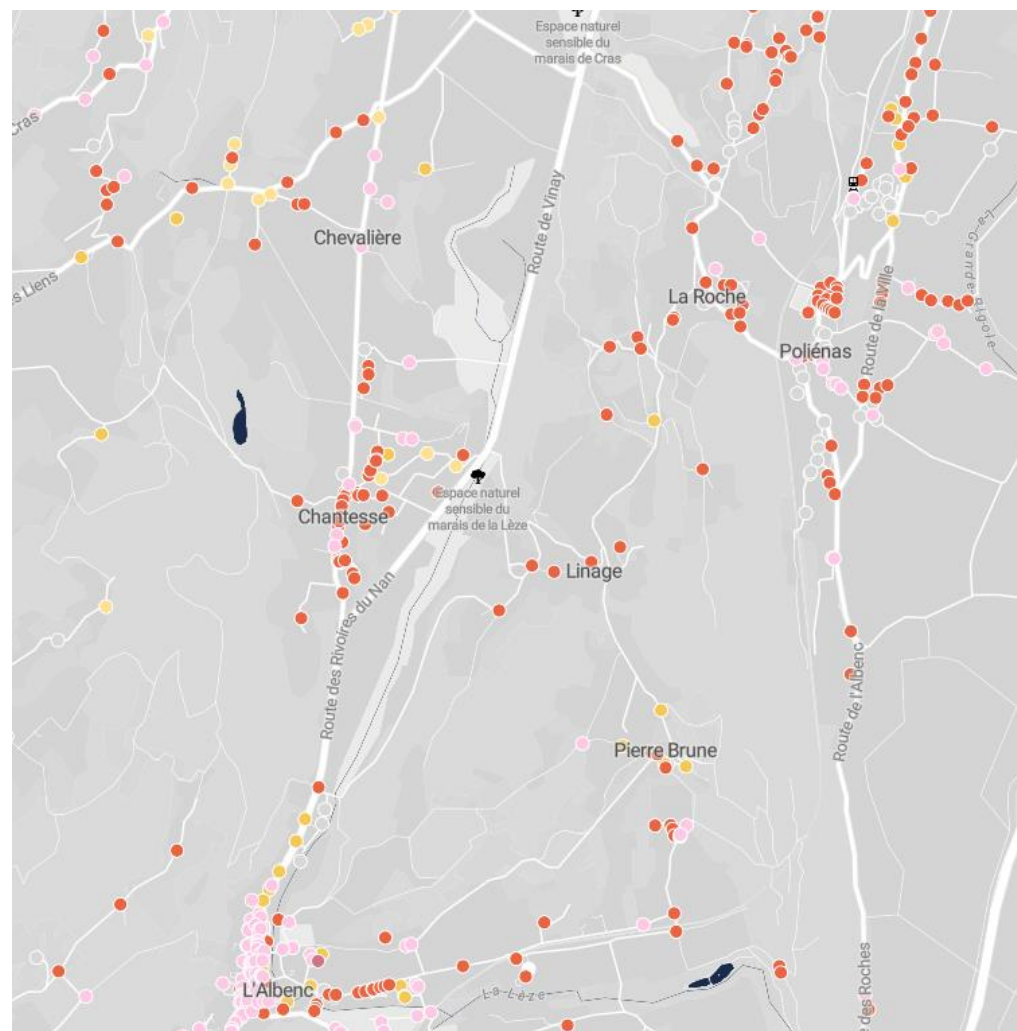 Espace naturel
sensible du
marais de Cras
Cras
Route de Vinay
Chevalière
es Liens
La Roche
La-Grande-Rigole
Route de la Ville
Poliénas
Chantesse
Espace naturel
sensible du
marais de la Lèze
Linage
Route des Rivoires du Nan
Route de l'Albenc
Pierre Brune
L'Albenc
La Lèze
e des Roches